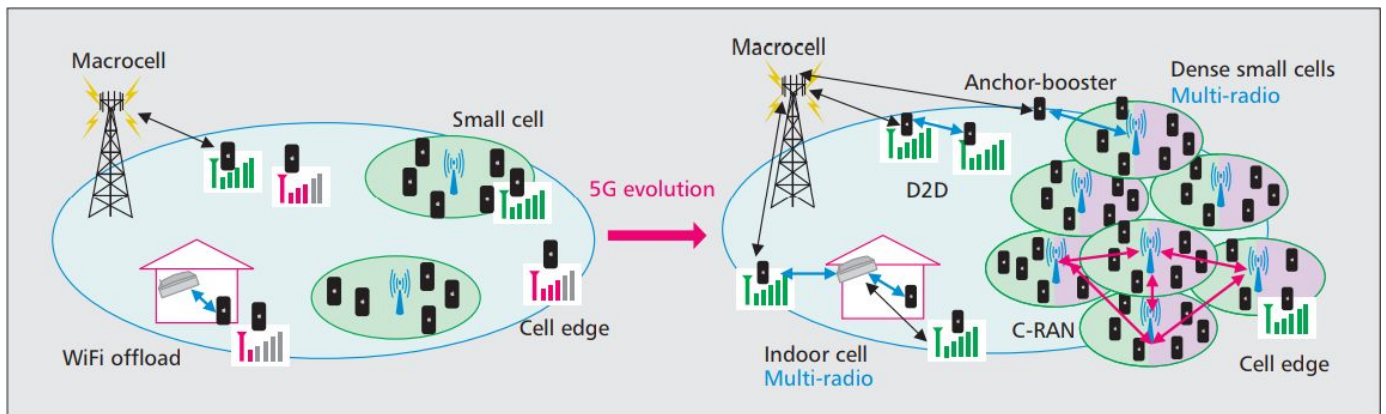 Macrocell
Small cell
WiFi offload
Cell edge
5G evolution
Macrocell
Anchor-booster
Dense small cells
Multi-radio
D2D
Indoor cell
Multi-radio
C-RAN
Cell edge